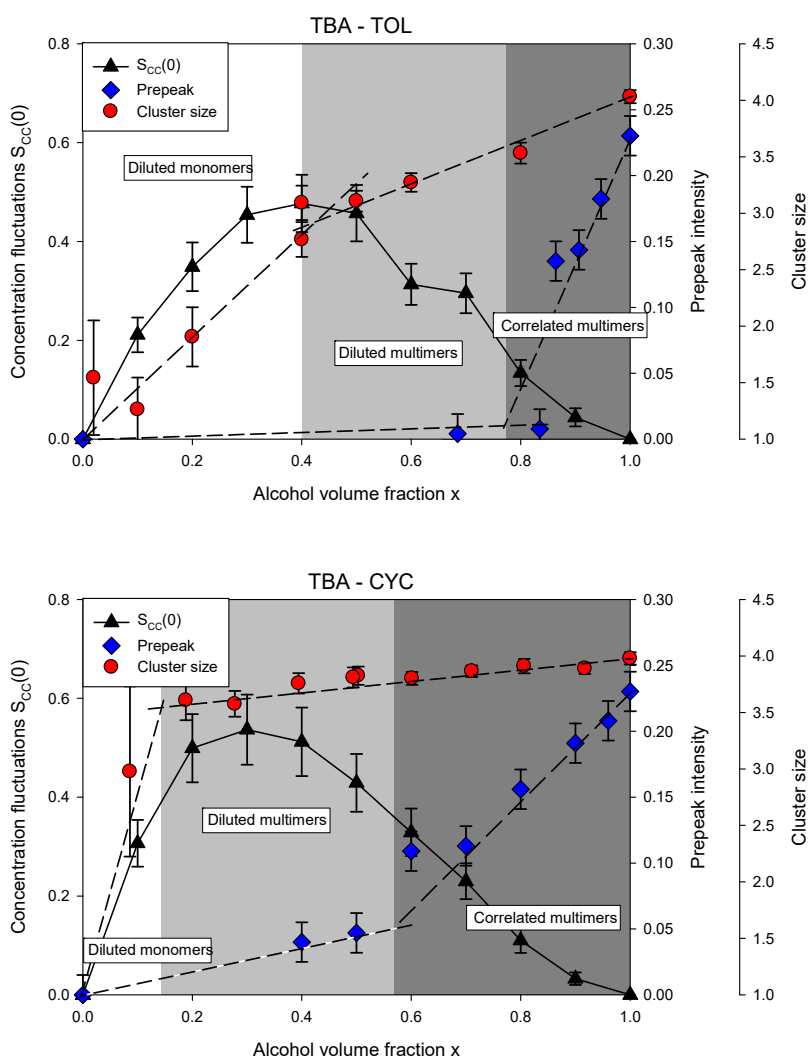 TBA - TOL
S_CC(0)
Prepeak
Cluster size
Diluted monomers
Diluted multimers
Correlated multimers
Concentration fluctuations S_CC(0)
0.8
0.6
0.4
0.2
0.0
0.30
0.25
0.20
0.15
0.10
0.05
0.00
Prepeak intensity
4.5
4.0
3.5
3.0
2.5
2.0
1.5
1.0
Cluster size
0.0 0.2 0.4 0.6 0.8 1.0
Alcohol volume fraction x
TBA - CYC
S_CC(0)
Prepeak
Cluster size
Diluted multimers
Correlated multimers
Diluted monomers
Concentration fluctuations S_CC(0)
0.8
0.6
0.4
0.2
0.0
0.30
0.25
0.20
0.15
0.10
0.05
0.00
Prepeak intensity
4.5
4.0
3.5
3.0
2.5
2.0
1.5
1.0
Cluster size
0.0 0.2 0.4 0.6 0.8 1.0
Alcohol volume fraction x